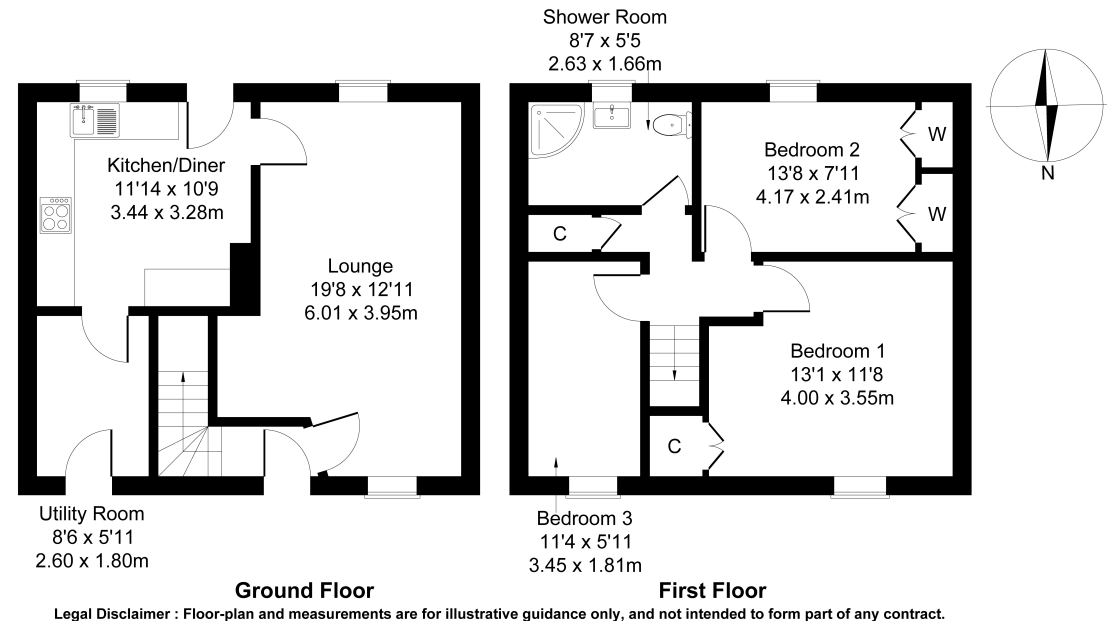 Shower Room
8'7 x 5'5
2.63 x 1.66m
Kitchen/Diner
11'14 x 10'9
3.44 x 3.28m
Lounge
19'8 x 12'11
6.01 x 3.95m
Utility Room
8'6 x 5'11
2.60 x 1.80m
Bedroom 2
13'8 x 7'11
4.17 x 2.41m
W
W
C
Bedroom 1
13'1 x 11'8
4.00 x 3.55m
C
Bedroom 3
11'4 x 5'11
3.45 x 1.81m
N
Ground Floor
First Floor
Legal Disclaimer : Floor-plan and measurements are for illustrative guidance only, and not intended to form part of any contract.